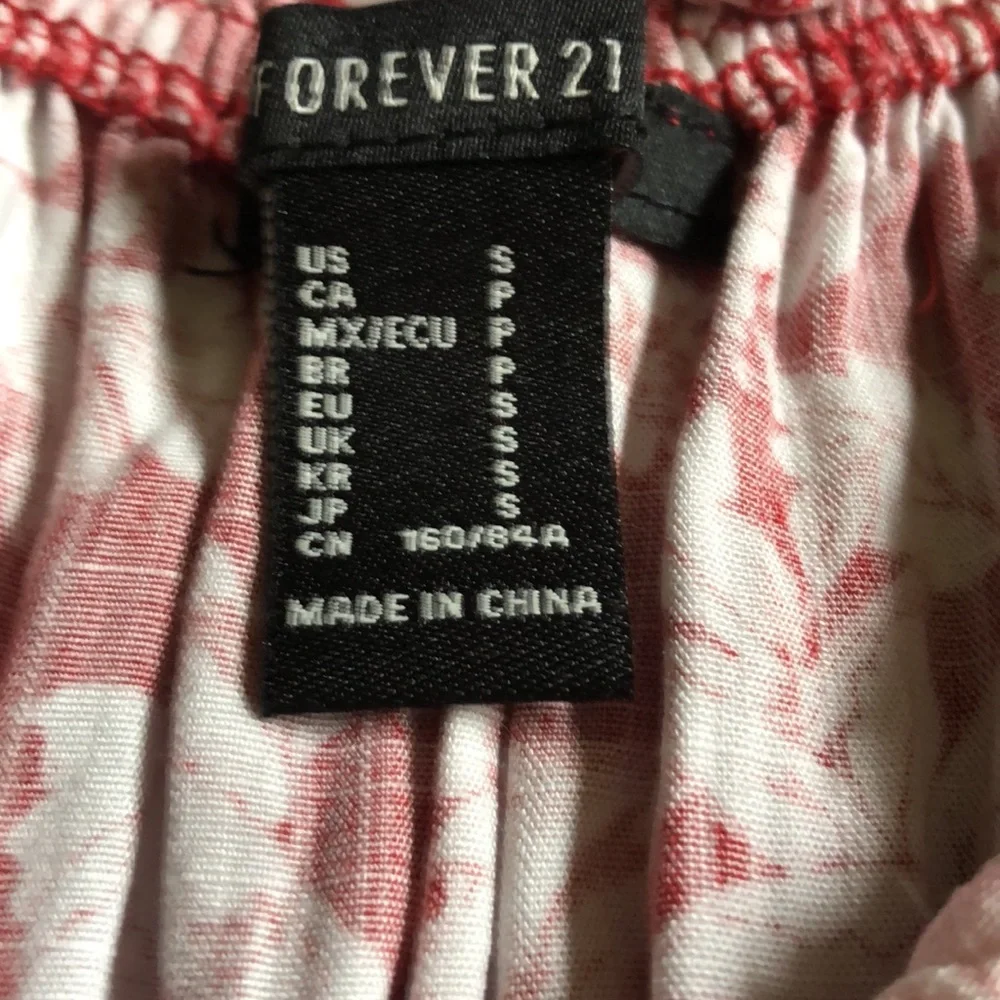 FOREVER 21
US S
CA P
MX/ECU P
BR P
EU S
UK S
KR S
JP S
CN 160/84A
MADE IN CHINA